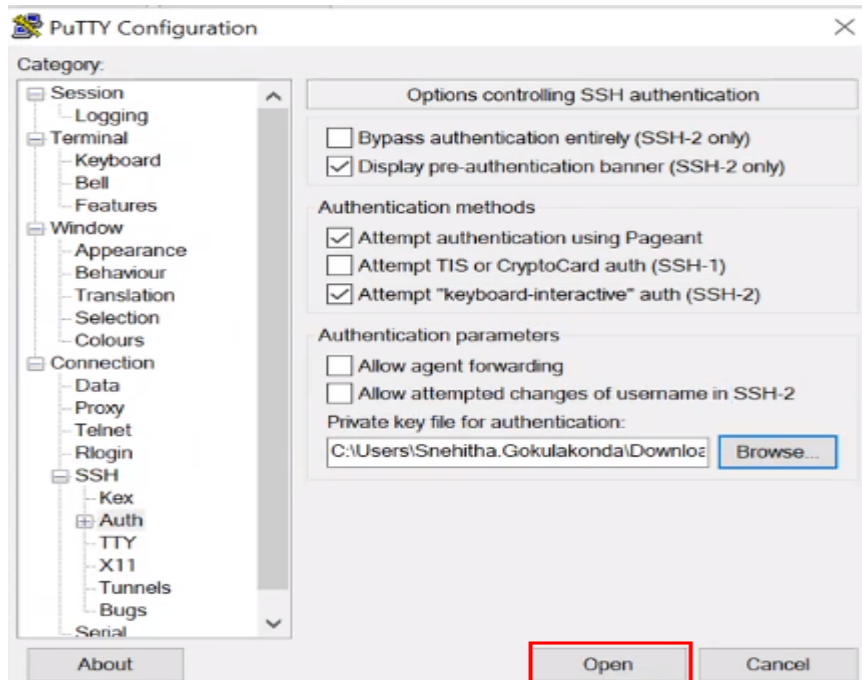 PuTTY Configuration
Category:
Session
Logging
Terminal
Keyboard
Bell
Features
Window
Appearance
Behaviour
Translation
Selection
Colours
Connection
Data
Proxy
Telnet
Rlogin
SSH
Kex
Auth
TTY
X11
Tunnels
Bugs
Serial
Options controlling SSH authentication
Bypass authentication entirely (SSH-2 only)
Display pre-authentication banner (SSH-2 only)
Authentication methods
Attempt authentication using Pageant
Attempt TIS or CryptoCard auth (SSH-1)
Attempt "keyboard-interactive" auth (SSH-2)
Authentication parameters
Allow agent forwarding
Allow attempted changes of username in SSH-2
Private key file for authentication:
C:\Users\Snehitha.Gokulakonda\Downloa
Browse...
About
Open
Cancel